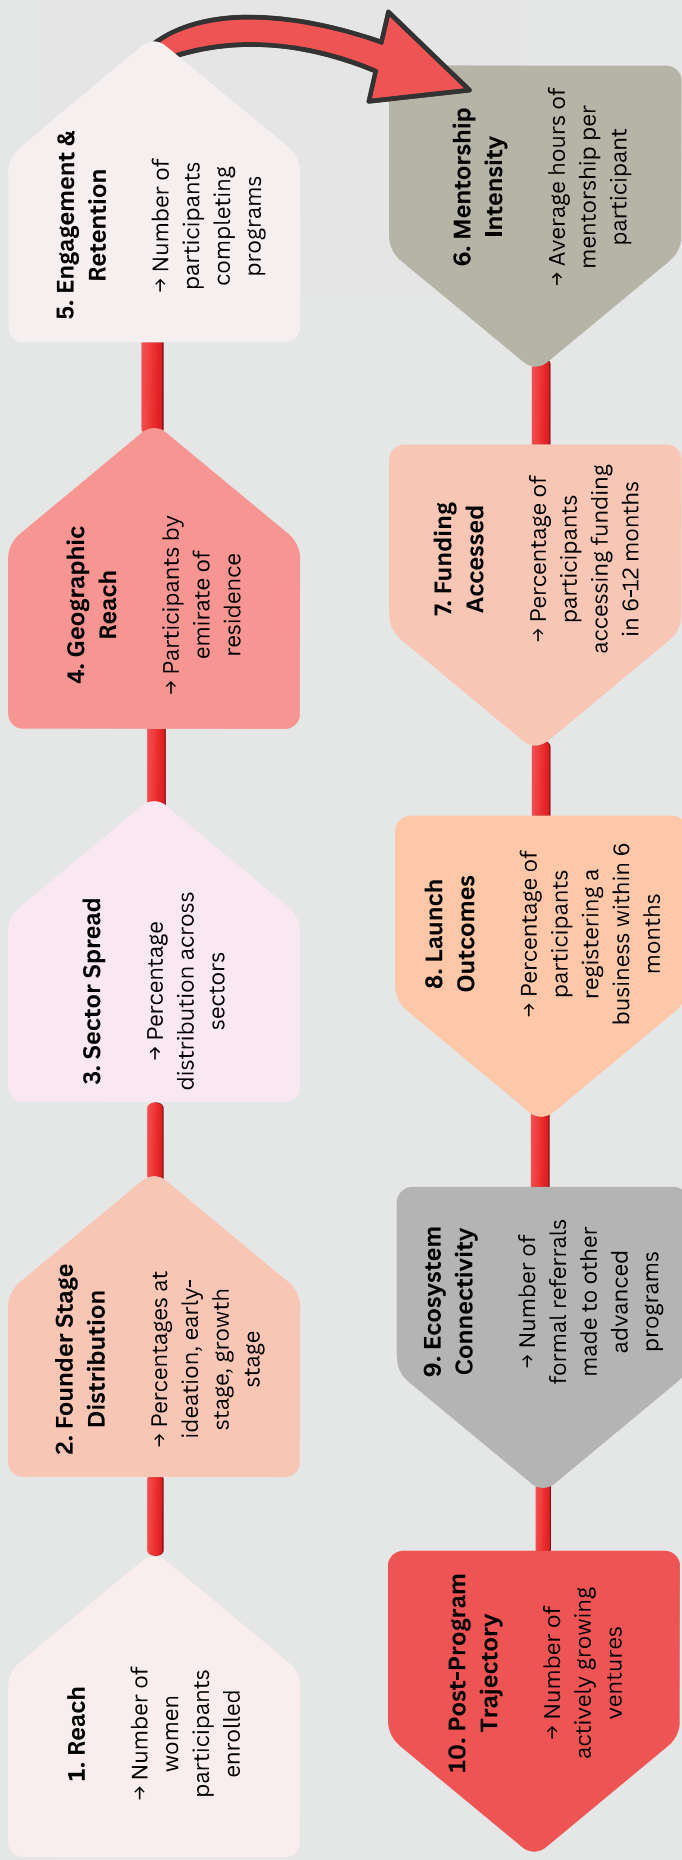 1. Reach
→ Number of
women
participants
enrolled
2. Founder Stage
Distribution
→ Percentages at
ideation, early-
stage, growth
stage
3. Sector Spread
→ Percentage
distribution across
sectors
4. Geographic
Reach
→ Participants by
emirate of
residence
5. Engagement &
Retention
→ Number of
participants
completing
programs
6. Mentorship
Intensity
→ Average hours of
mentorship per
participant
7. Funding
Accessed
→ Percentage of
participants
accessing funding
in 6-12 months
8. Launch
Outcomes
→ Percentage of
participants
registering a
business within 6
months
9. Ecosystem
Connectivity
→ Number of
formal referrals
made to other
advanced
programs
10. Post-Program
Trajectory
→ Number of
actively growing
ventures